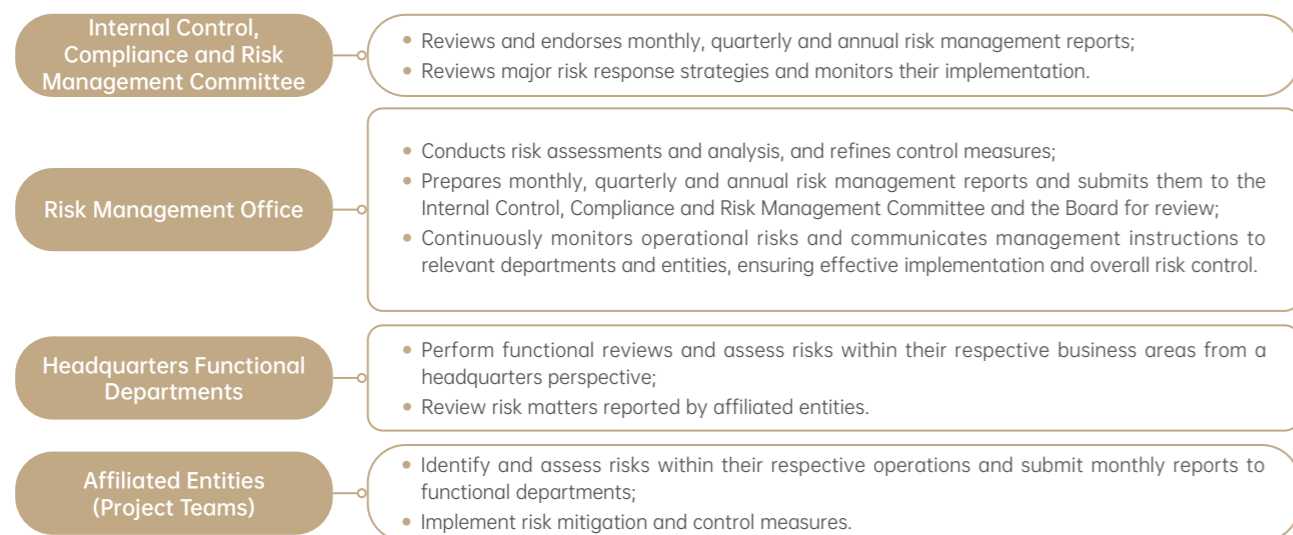 Internal Control,
Compliance and Risk
Management Committee
• Reviews and endorses monthly, quarterly and annual risk management reports;
• Reviews major risk response strategies and monitors their implementation.
Risk Management Office
• Conducts risk assessments and analysis, and refines control measures;
• Prepares monthly, quarterly and annual risk management reports and submits them to the
Internal Control, Compliance and Risk Management Committee and the Board for review;
• Continuously monitors operational risks and communicates management instructions to
relevant departments and entities, ensuring effective implementation and overall risk control.
Headquarters Functional
Departments
• Perform functional reviews and assess risks within their respective business areas from a
headquarters perspective;
• Review risk matters reported by affiliated entities.
Affiliated Entities
(Project Teams)
• Identify and assess risks within their respective operations and submit monthly reports to
functional departments;
• Implement risk mitigation and control measures.